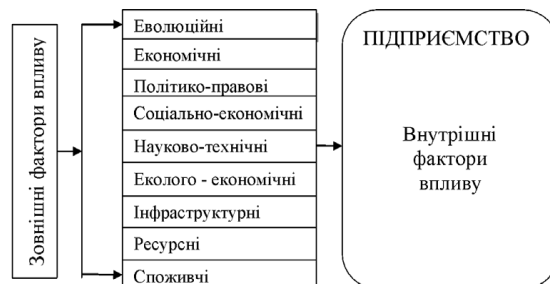 Зовнішні фактори впливу
Еволюційні
Економічні
Політико-правові
Соціально-економічні
Науково-технічні
Еколого - економічні
Інфраструктурні
Ресурсні
Споживчі
ПІДПРИЄМСТВО
Внутрішні
фактори
впливу